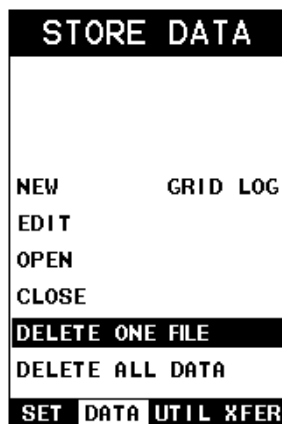 STORE DATA
NEW GRID LOG
EDIT
OPEN
CLOSE
DELETE ONE FILE
DELETE ALL DATA
SET DATA UTIL XFER